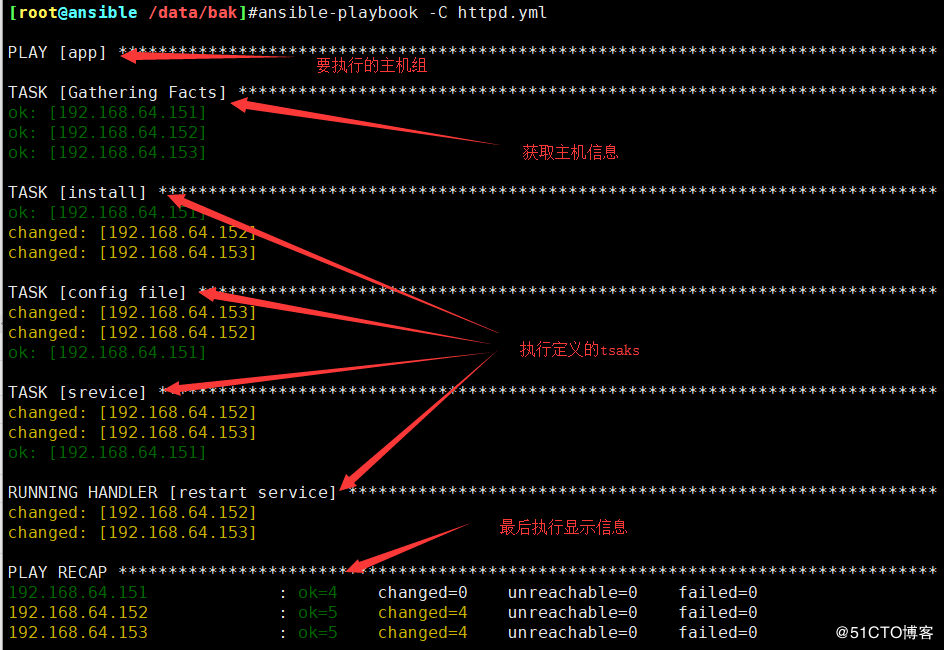 [root@ansible /data/bak]#ansible-playbook -C httpd.yml
PLAY [app] **********************************************************************************
要执行的主机组
TASK [Gathering Facts] **********************************************************************
ok: [192.168.64.151]
ok: [192.168.64.152]
ok: [192.168.64.153]
获取主机信息
TASK [install] ******************************************************************************
ok: [192.168.64.151]
changed: [192.168.64.152]
changed: [192.168.64.153]
TASK [config file] **************************************************************************
changed: [192.168.64.153]
changed: [192.168.64.152]
ok: [192.168.64.151]
执行定义的tsaks
TASK [srevice] ******************************************************************************
changed: [192.168.64.152]
changed: [192.168.64.153]
ok: [192.168.64.151]
RUNNING HANDLER [restart service] ***********************************************************
changed: [192.168.64.152]
changed: [192.168.64.153]
最后执行显示信息
PLAY RECAP **********************************************************************************
192.168.64.151 : ok=4 changed=0 unreachable=0 failed=0
192.168.64.152 : ok=5 changed=4 unreachable=0 failed=0
192.168.64.153 : ok=5 changed=4 unreachable=0 failed=0
@51CTO博客